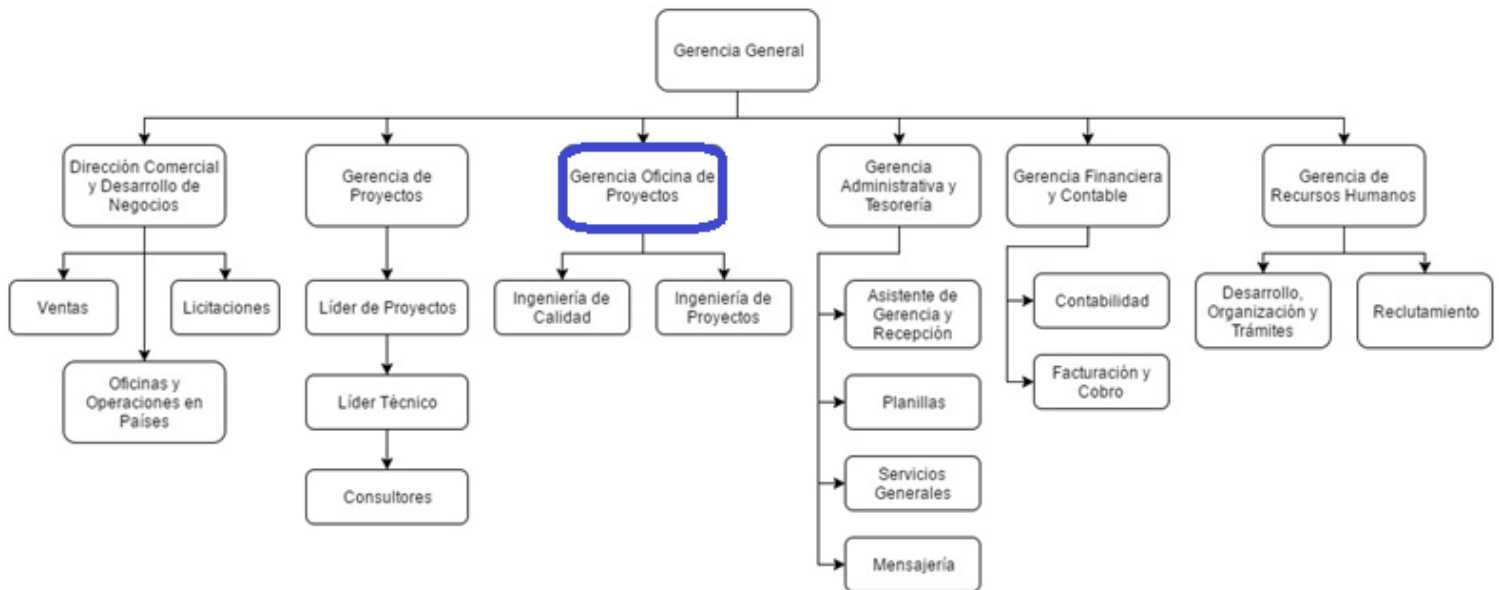 Gerencia General
Dirección Comercial
y Desarrollo de
Negocios
Gerencia de
Proyectos
Gerencia Oficina de
Proyectos
Gerencia
Administrativa y
Tesorería
Gerencia Financiera
y Contable
Gerencia de
Recursos Humanos
Ventas
Licitaciones
Oficinas y
Operaciones en
Países
Líder de Proyectos
Líder Técnico
Consultores
Ingeniería de
Calidad
Ingeniería de
Proyectos
Asistente de
Gerencia y
Recepción
Planillas
Servicios
Generales
Mensajería
Contabilidad
Facturación y
Cobro
Desarrollo,
Organización y
Trámites
Reclutamiento